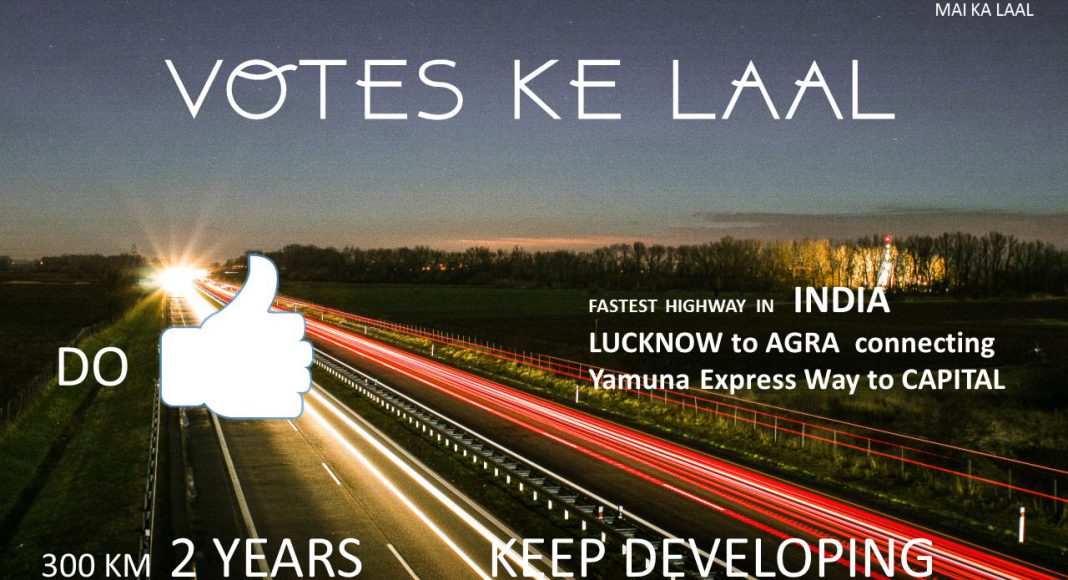 MAI KA LAAL
VOTES KE LAAL
FASTEST HIGHWAY IN INDIA
LUCKNOW to AGRA connecting
Yamuna Express Way to CAPITAL
DO
300 KM 2 YEARS KEEP DEVELOPING